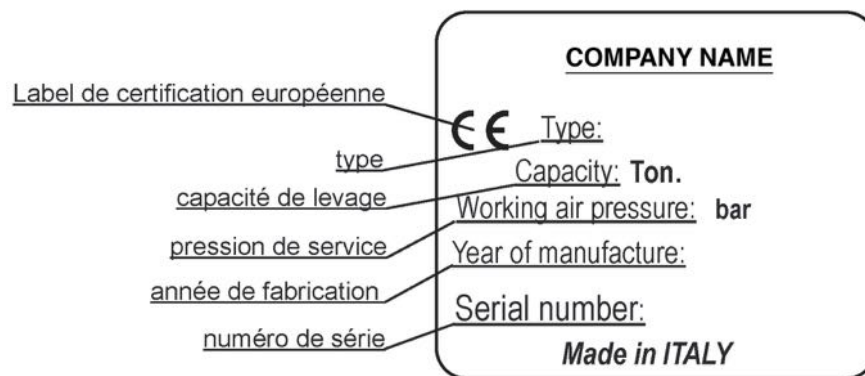 COMPANY NAME
Label de certification européenne
CE Type:
type
Capacity: Ton.
capacité de levage
Working air pressure: bar
pression de service
Year of manufacture:
année de fabrication
Serial number:
numéro de série
Made in ITALY